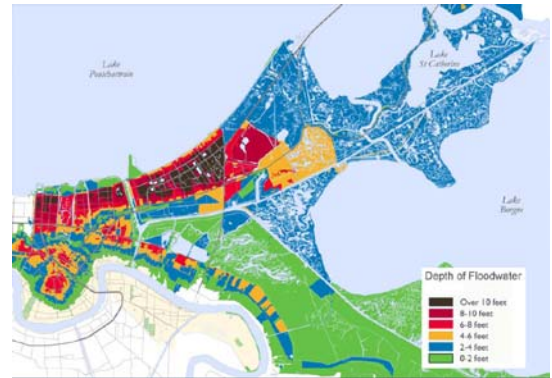 Lake
Pontchartrain
Lake
St Catherine
Lake
Borgne
Depth of Floodwater
Over 10 feet
8-10 feet
6-8 feet
4-6 feet
2-4 feet
0-2 feet